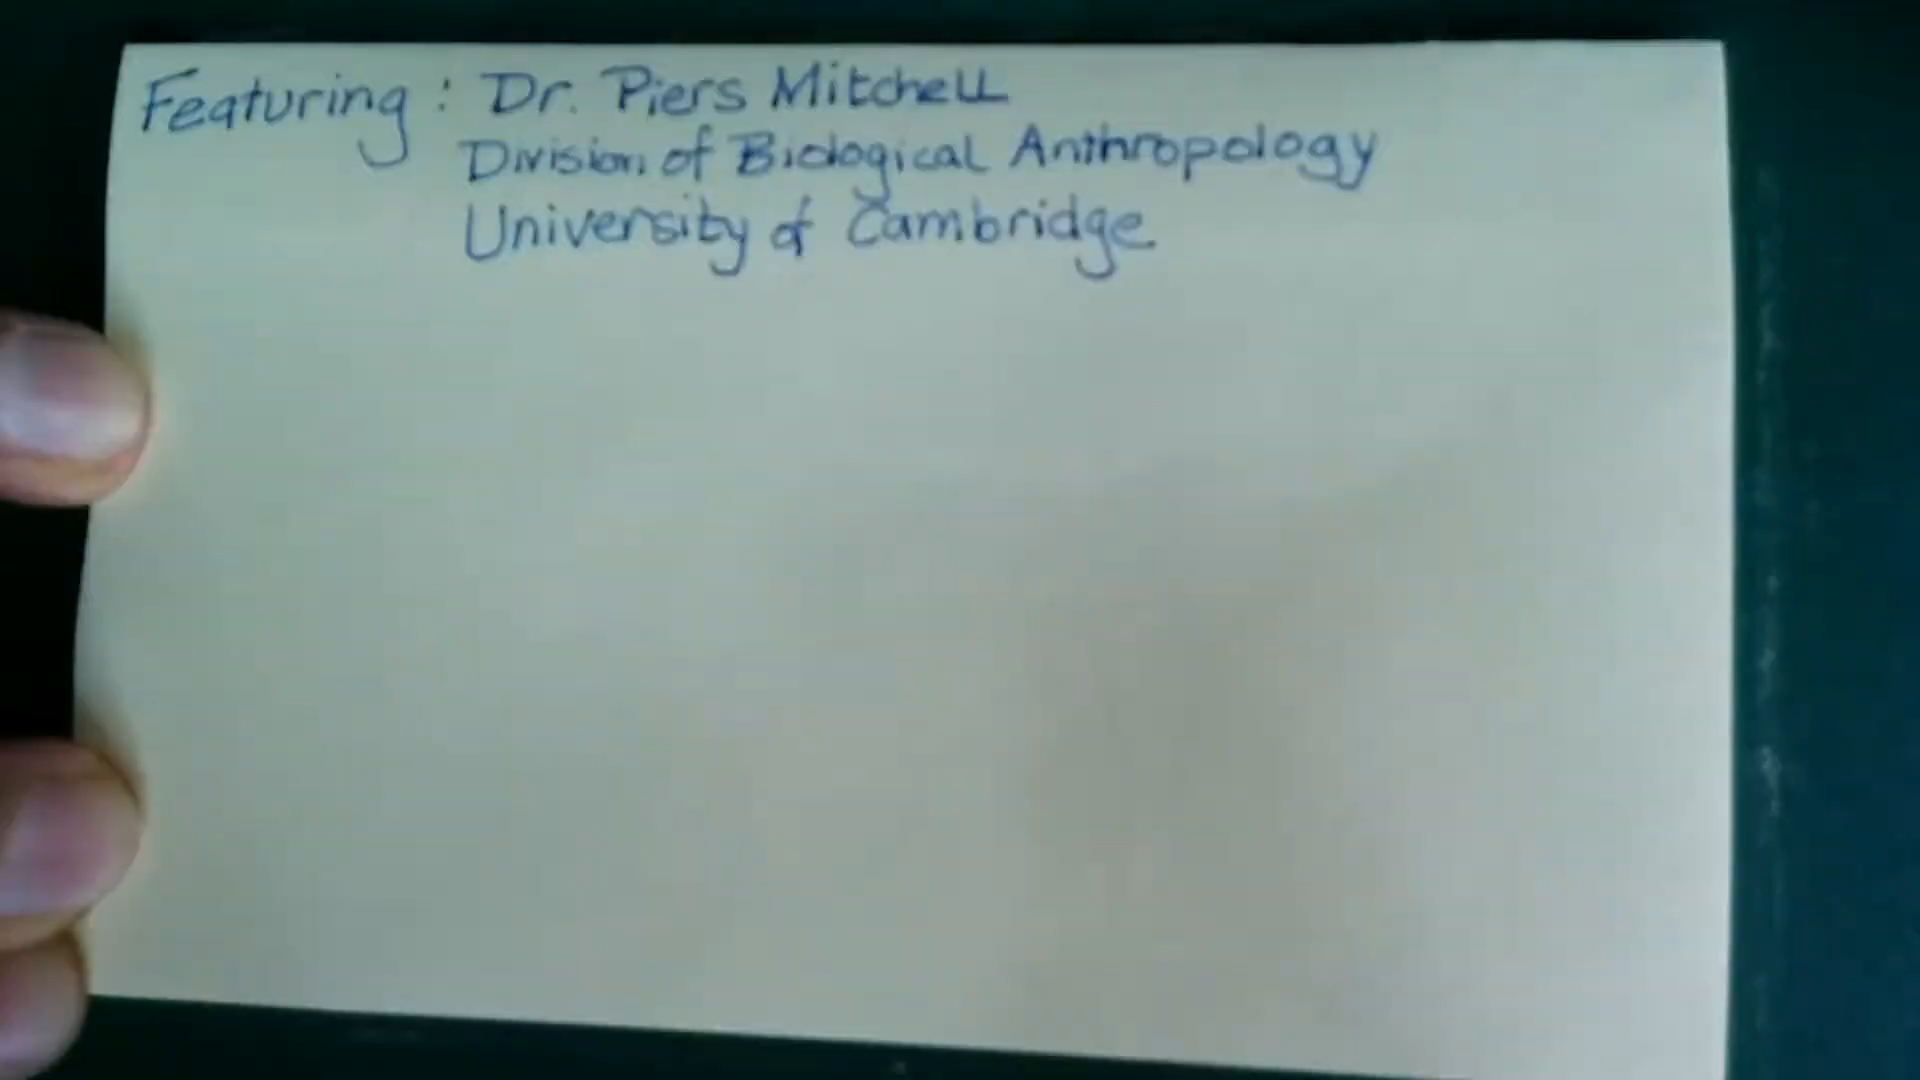 Featuring: Dr. Piers Mitchell
Division of Biological Anthropology
University of Cambridge